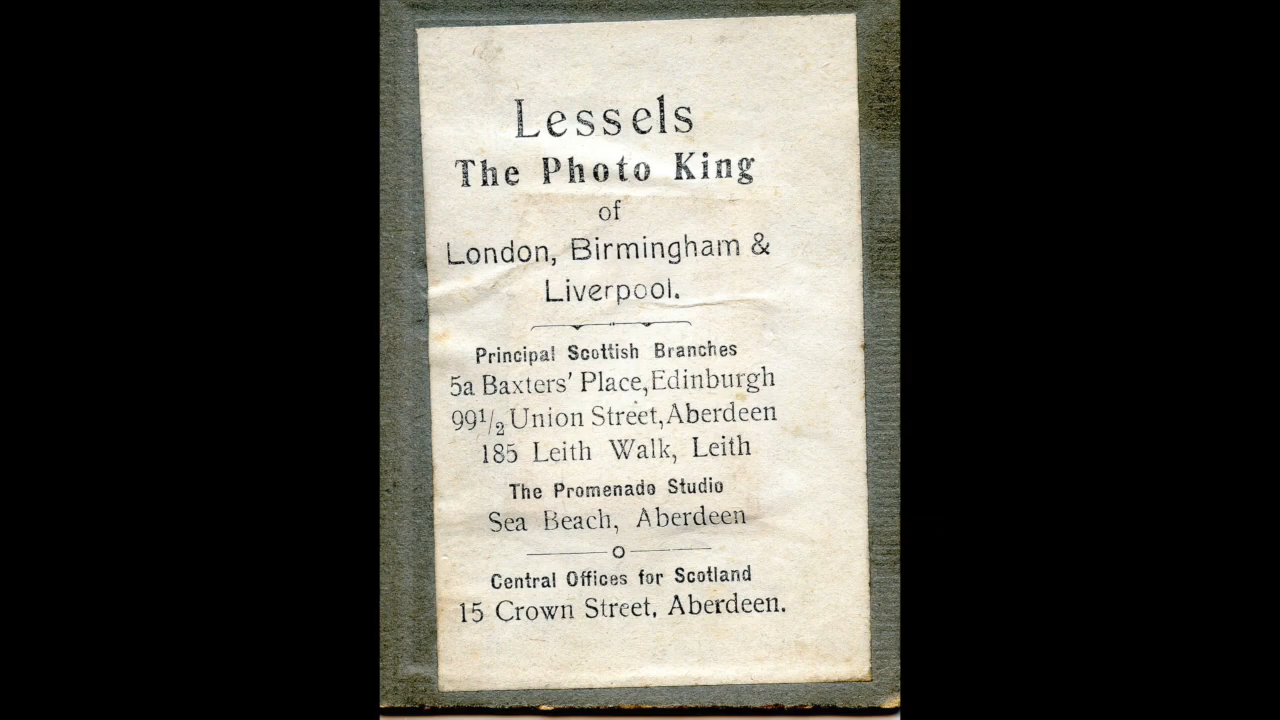 Lessels
The Photo King
of
London, Birmingham &
Liverpool.
Principal Scottish Branches
5a Baxters' Place, Edinburgh
99½ Union Street, Aberdeen
185 Leith Walk, Leith
The Promenade Studio
Sea Beach, Aberdeen
Central Offices for Scotland
15 Crown Street, Aberdeen.